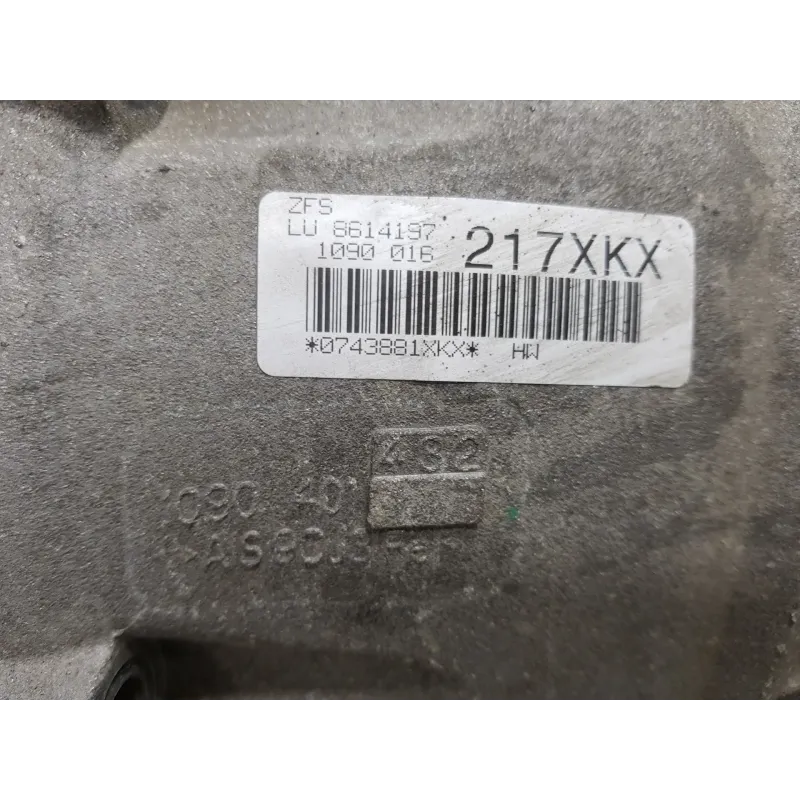 ZFS
LU 8614197
1090 016 217XKX
*0743881XKX* HW
432
1090 401